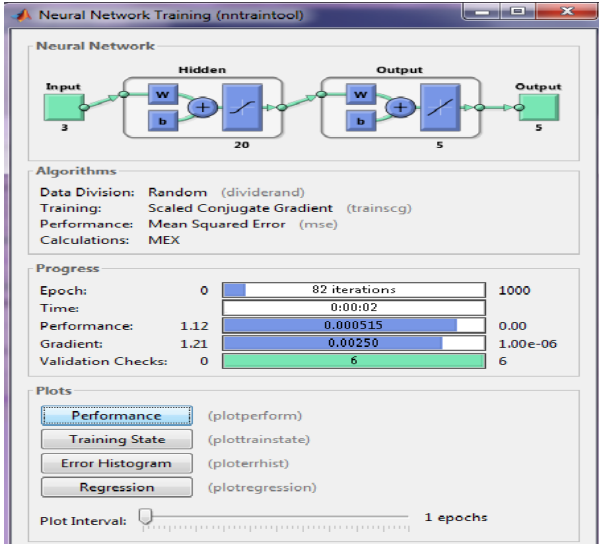 Neural Network Training (nntraintool)
Neural Network
Hidden
Output
Input
Output
W
W
b
b
+
+
3
5
20
5
Algorithms
Data Division: Random (dividerand)
Training: Scaled Conjugate Gradient (trainscg)
Performance: Mean Squared Error (mse)
Calculations: MEX
Progress
Epoch: 0 82 iterations 1000
Time: 0:00:02
Performance: 1.12 0.000515 0.00
Gradient: 1.21 0.00250 1.00e-06
Validation Checks: 0 6 6
Plots
Performance (plotperform)
Training State (plottrainstate)
Error Histogram (ploterrhist)
Regression (plotregression)
Plot Interval: 1 epochs